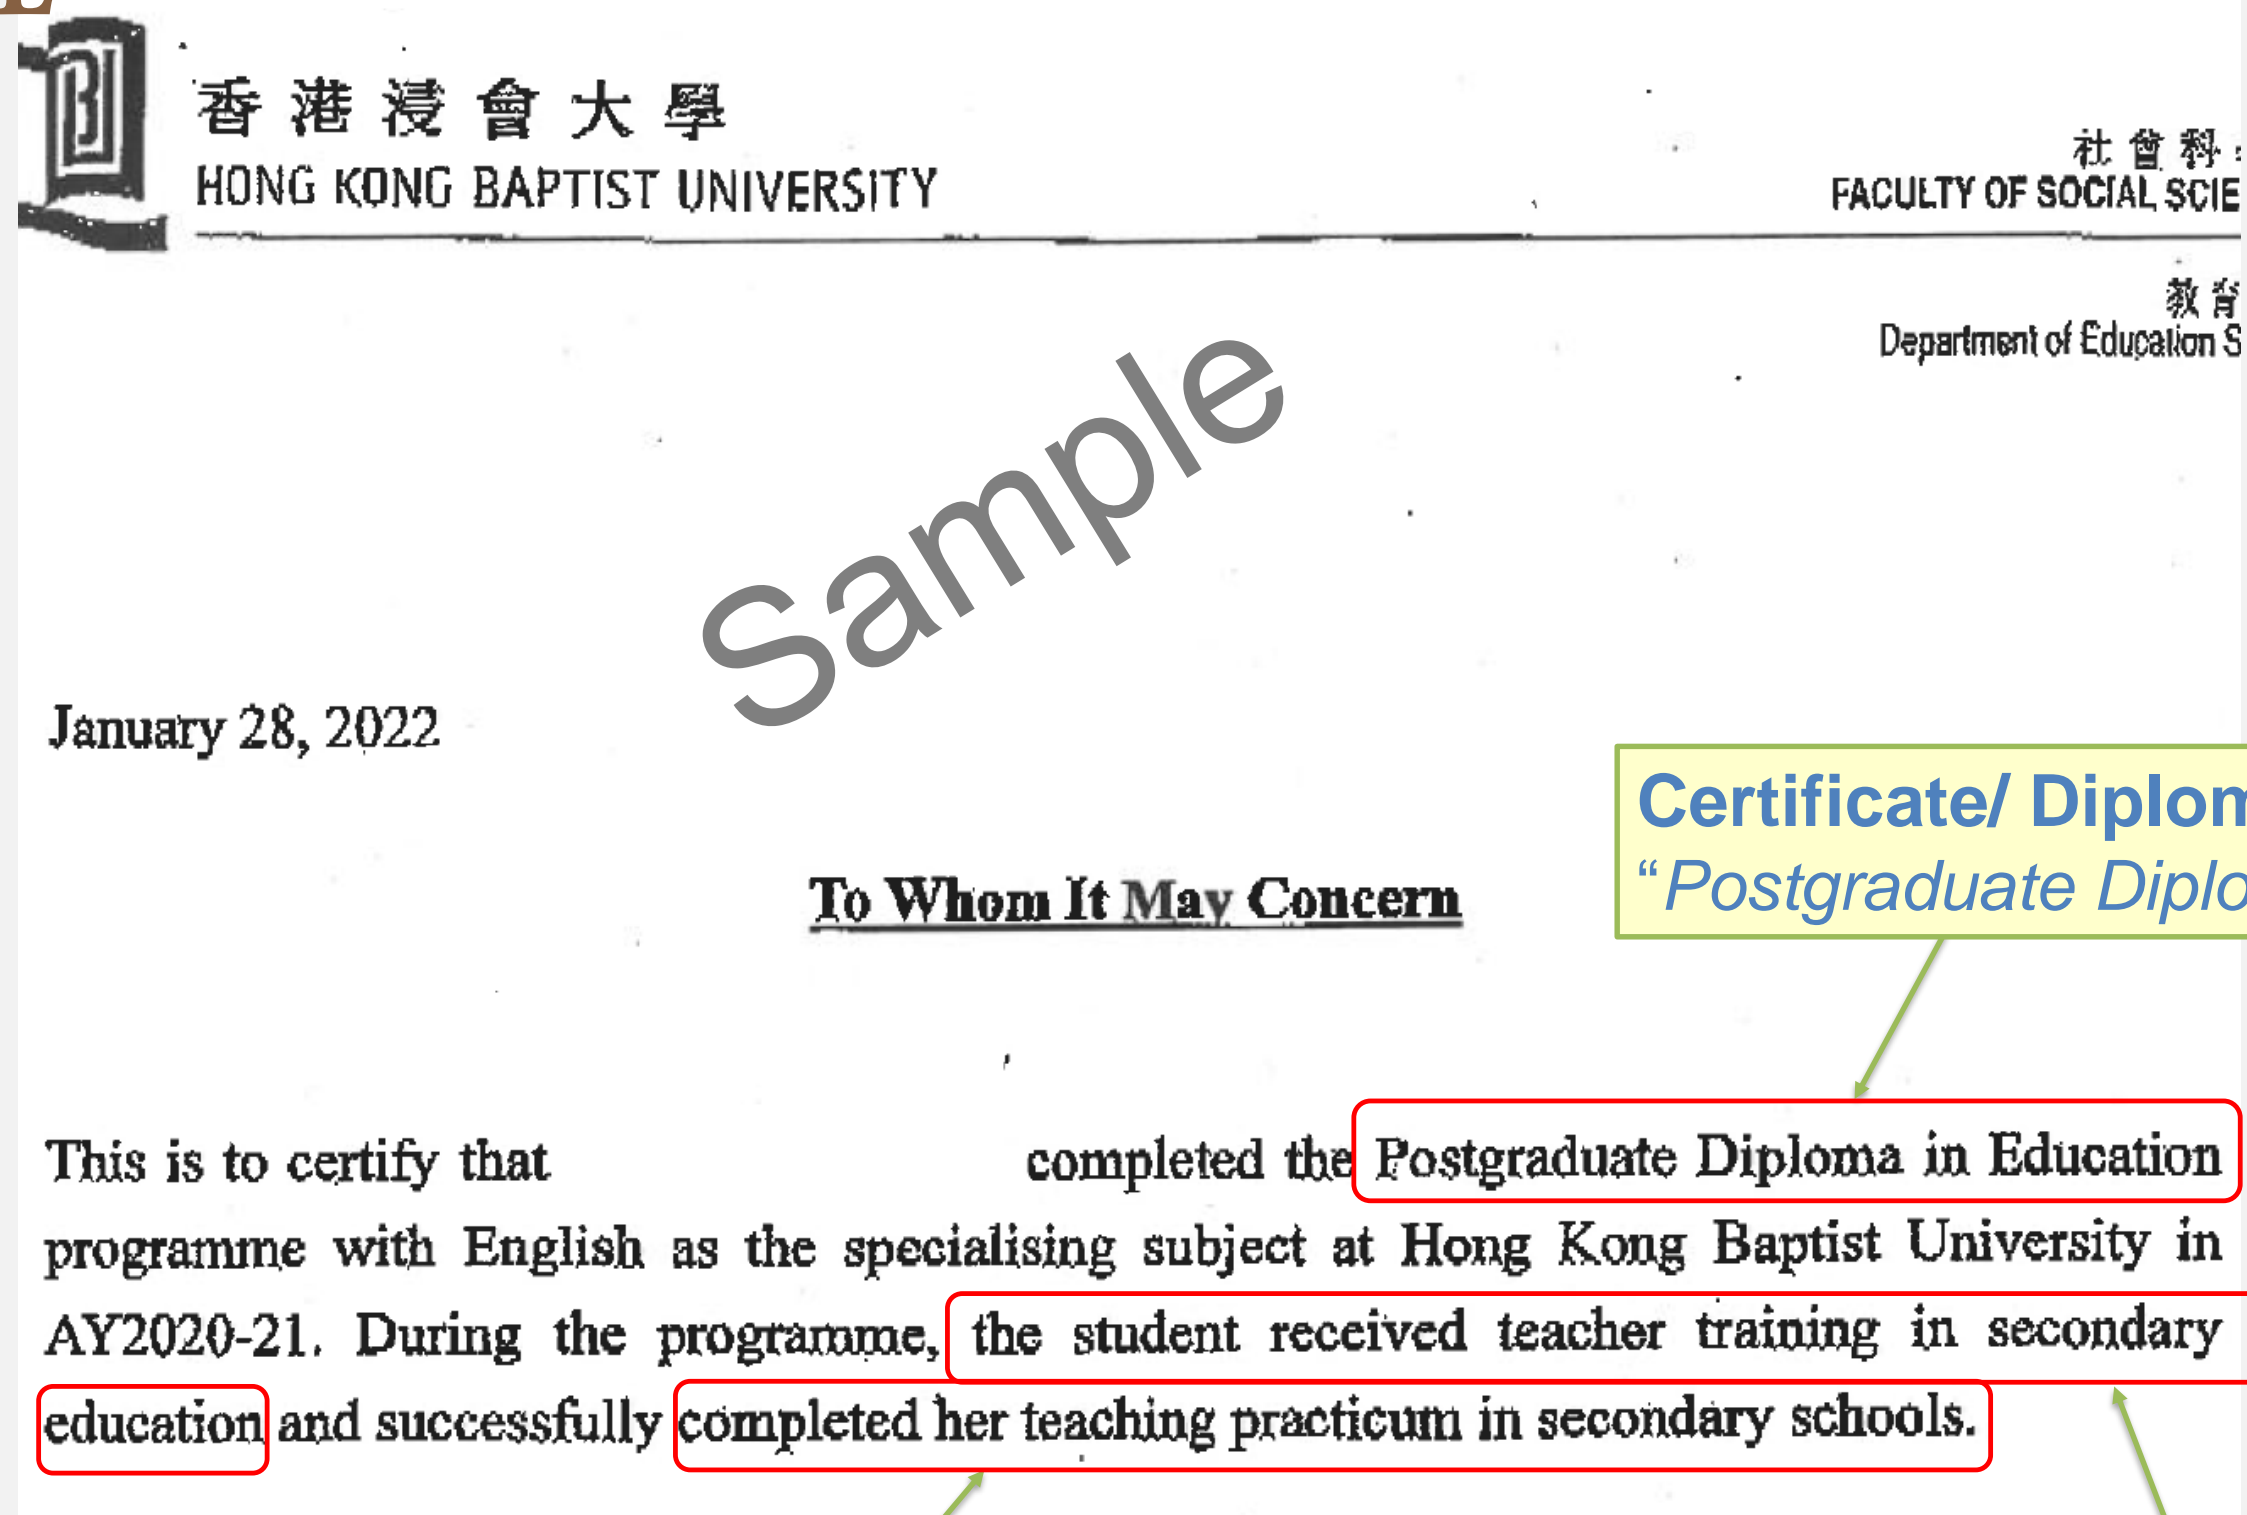 香港浸會大學
HONG KONG BAPTIST UNIVERSITY
社會科
FACULTY OF SOCIAL SCIE
教育
Department of Education S
Sample
January 28, 2022
Certificate/ Diplom
“Postgraduate Diplo
To Whom It May Concern
This is to certify that completed the Postgraduate Diploma in Education
programme with English as the specialising subject at Hong Kong Baptist University in
AY2020-21. During the programme, the student received teacher training in secondary
education and successfully completed her teaching practicum in secondary schools.